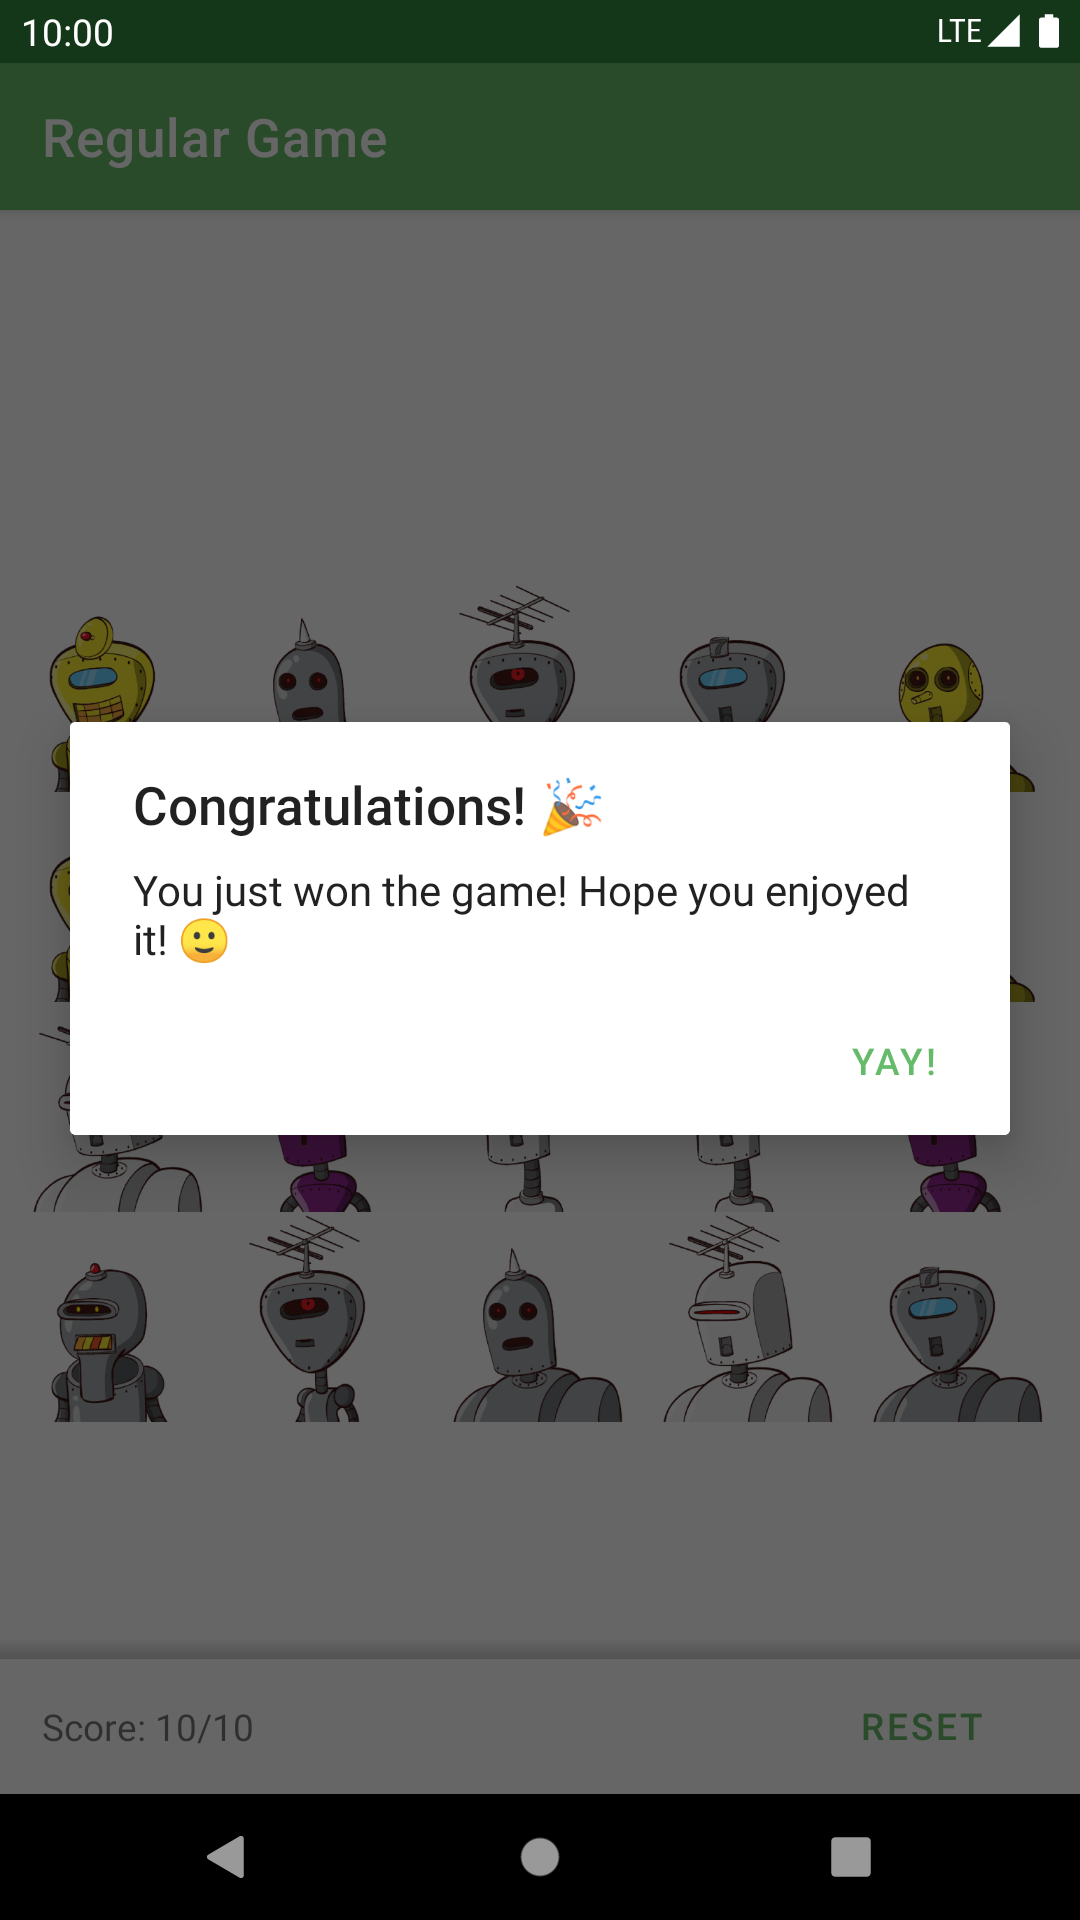 10:00
LTE
Regular Game
Congratulations! 🎉
You just won the game! Hope you enjoyed
it! 🙂
YAY!
Score: 10/10
RESET